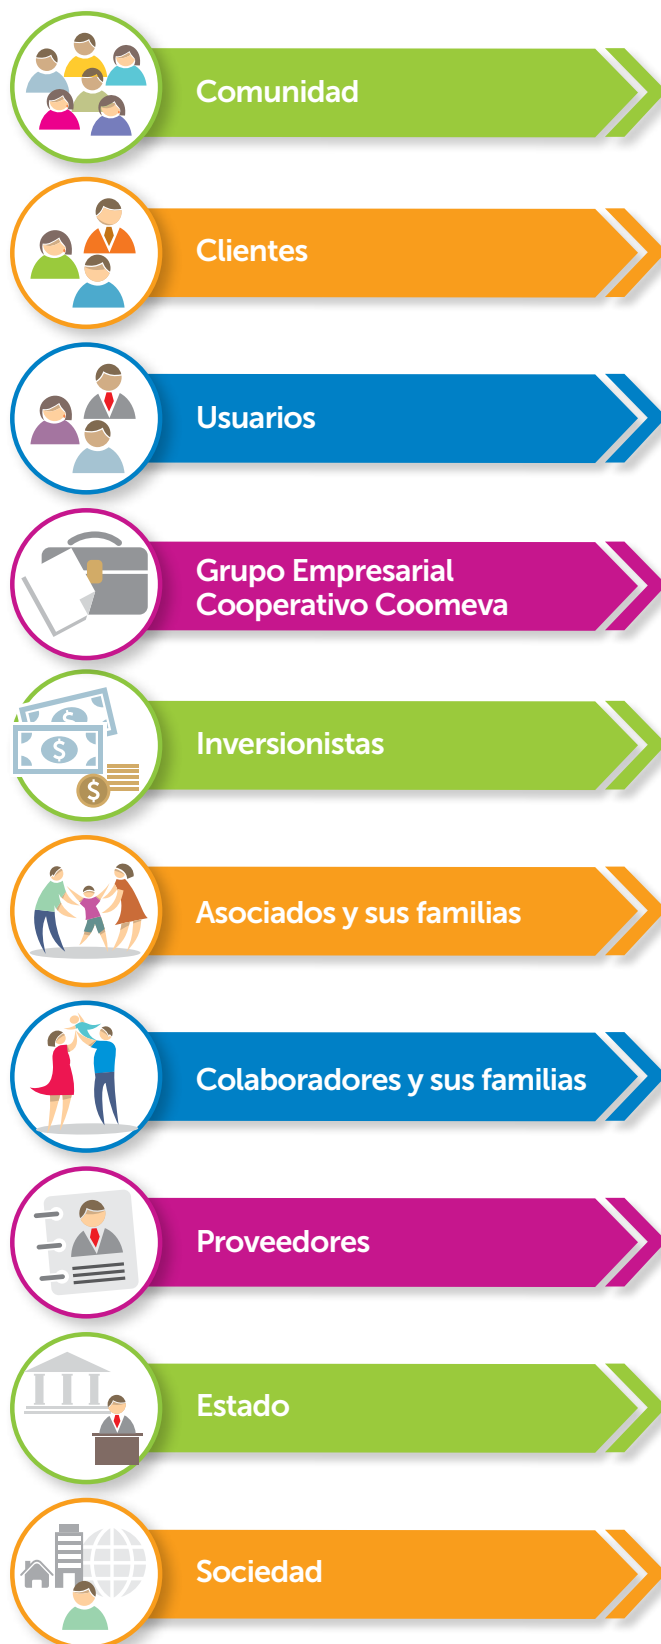 Comunidad
Clientes
Usuarios
Grupo Empresarial
Cooperativo Coomeva
Inversionistas
Asociados y sus familias
Colaboradores y sus familias
Proveedores
Estado
Sociedad